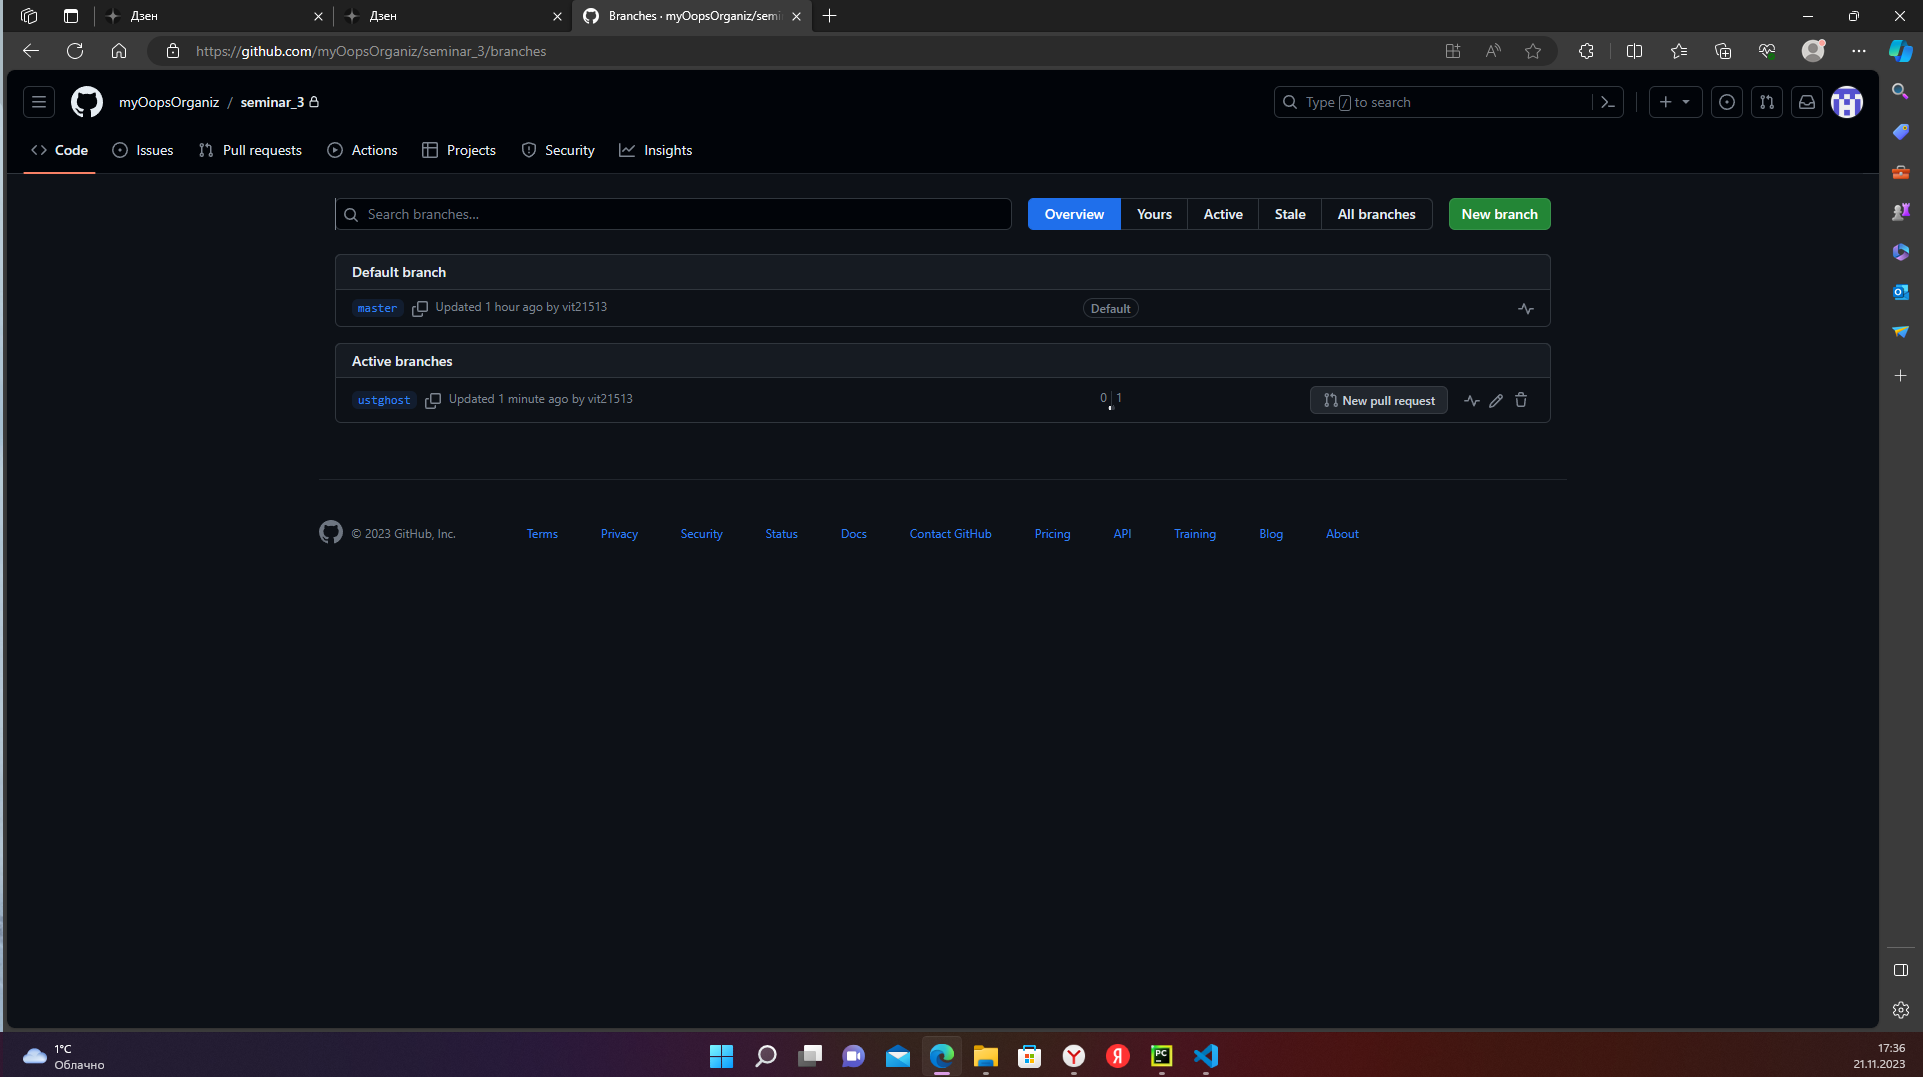 Дзен
Дзен
Branches · myOopsOrganiz/semi
https://github.com/myOopsOrganiz/seminar_3/branches
myOopsOrganiz / seminar_3
Type / to search
Code Issues Pull requests Actions Projects Security Insights
Search branches...
Overview Yours Active Stale All branches New branch
Default branch
master Updated 1 hour ago by vit21513 Default
Active branches
ustghost Updated 1 minute ago by vit21513 0 | 1 New pull request
© 2023 GitHub, Inc. Terms Privacy Security Status Docs Contact GitHub Pricing API Training Blog About
1°C
Облачно
PC
17:36
21.11.2023